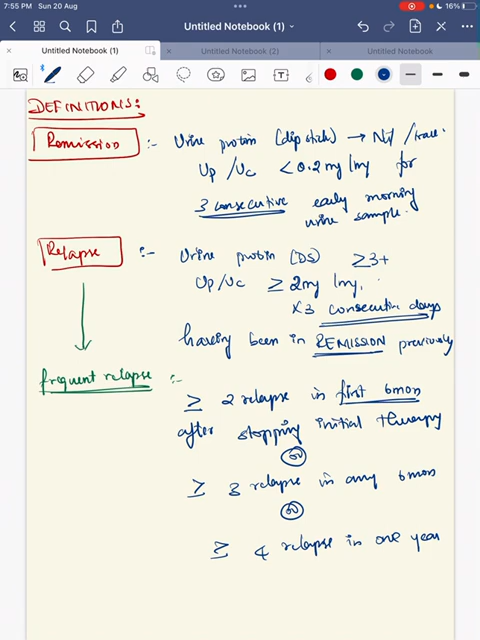 7:55 PM Sun 20 Aug
16%
Untitled Notebook (1)
Untitled Notebook (1)
Untitled Notebook (2)
Untitled Notebook
DEFINITIONS:
Remission :- Urine protein (dipstick) → Nil/trace
Up/Uc <0.2mg/mg for
3 consecutive early morning
urine sample.
Relapse :- Urine protein (DS) ≥3+
Up/Uc ≥ 2mg/mg,
x3 consecutive days
having been in REMISSION previously
frequent relapse :-
≥ 2 relapse in first 6mon
after stopping initial therapy
or
≥ 3 relapse in any 6mon
or
≥ 4 relapse in one year